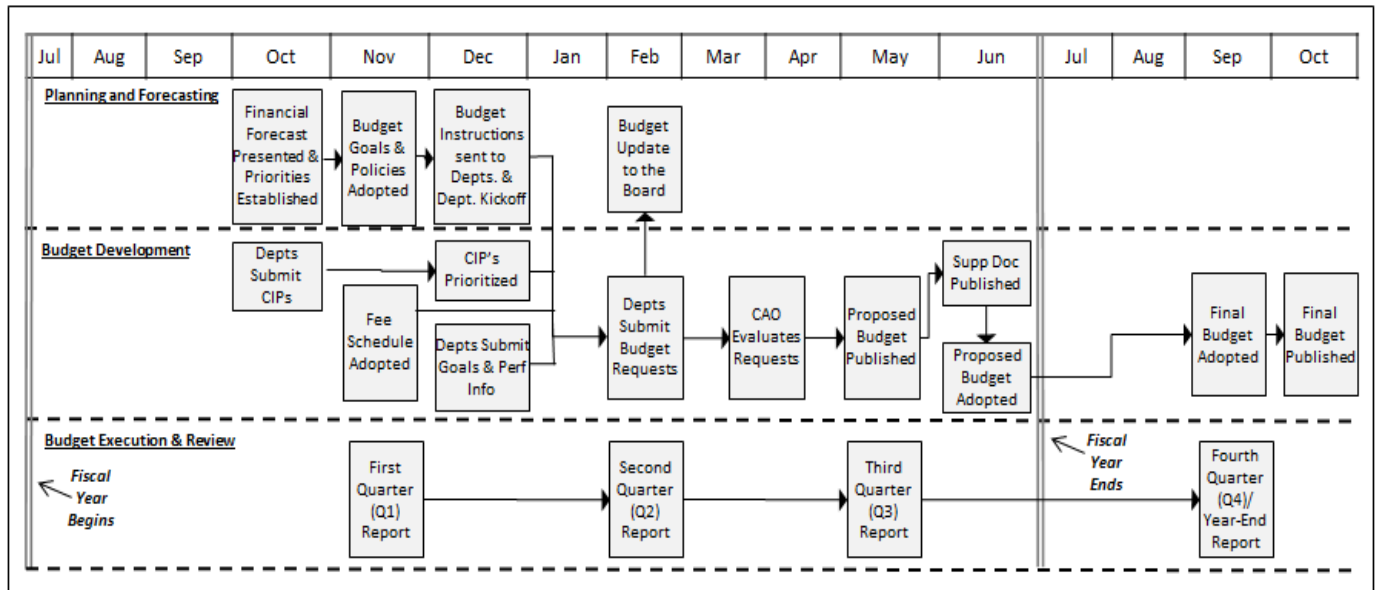 Jul Aug Sep Oct Nov Dec Jan Feb Mar Apr May Jun Jul Aug Sep Oct
Planning and Forecasting
Financial
Forecast
Presented &
Priorities
Established
Budget
Goals &
Policies
Adopted
Budget
Instructions
sent to
Depts. &
Dept. Kickoff
Budget
Update
to the
Board
Budget Development
Depts
Submit
CIPs
Fee
Schedule
Adopted
CIP's
Prioritized
Depts Submit
Goals & Perf
Info
Depts
Submit
Budget
Requests
CAO
Evaluates
Requests
Proposed
Budget
Published
Supp Doc
Published
Proposed
Budget
Adopted
Final
Budget
Adopted
Final
Budget
Published
Budget Execution & Review
Fiscal
Year
Begins
First
Quarter
(Q1)
Report
Second
Quarter
(Q2)
Report
Third
Quarter
(Q3)
Report
Fiscal
Year
Ends
Fourth
Quarter
(Q4)/
Year-End
Report